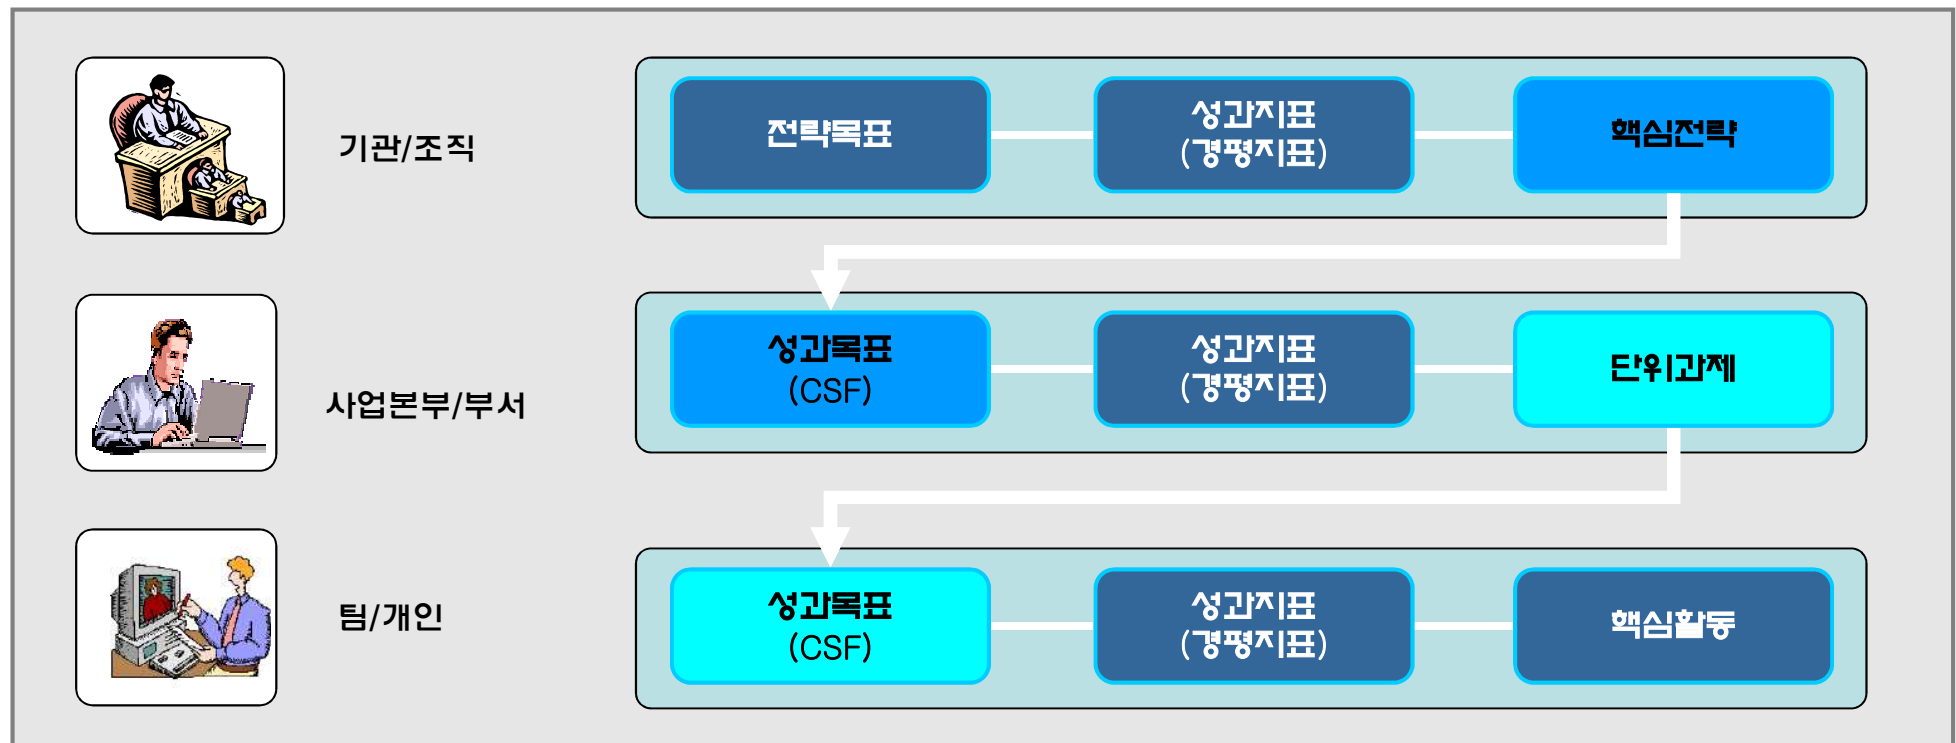 기관/조직
전략목표
성과지표
(경평지표)
핵심전략
사업본부/부서
성과목표
(CSF)
성과지표
(경평지표)
단위과제
팀/개인
성과목표
(CSF)
성과지표
(경평지표)
핵심활동